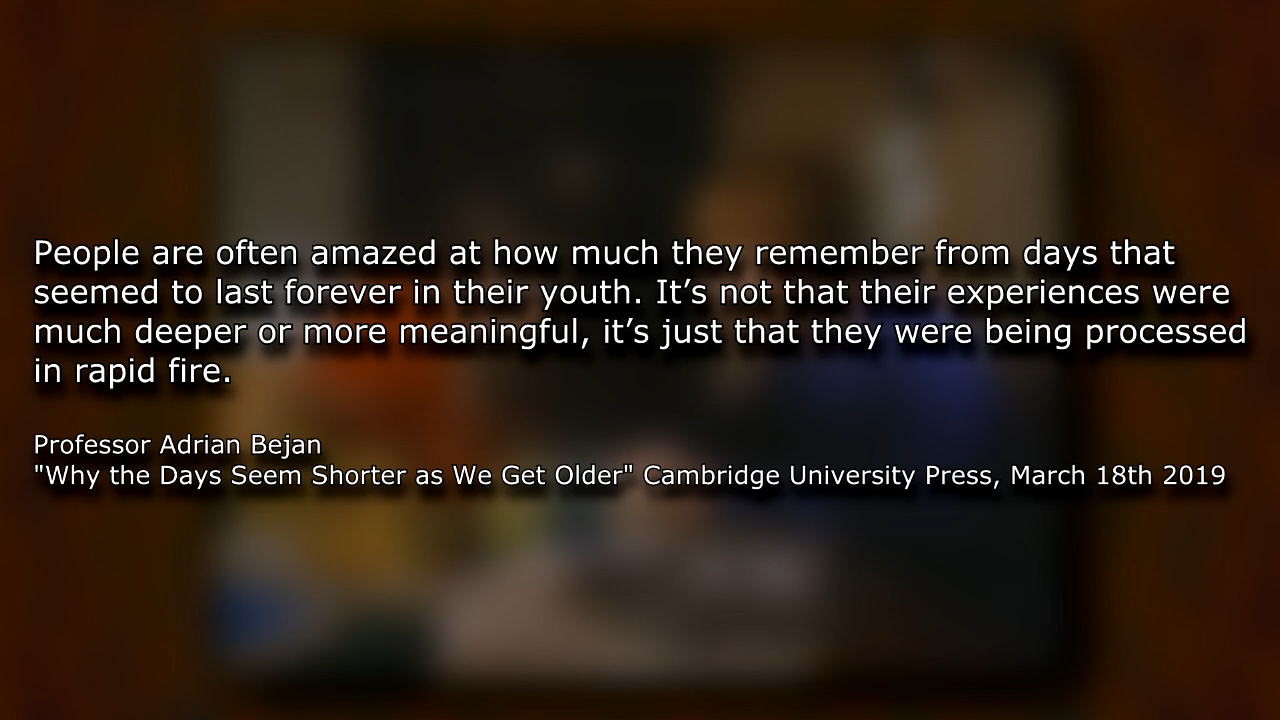 People are often amazed at how much they remember from days that
seemed to last forever in their youth. It’s not that their experiences were
much deeper or more meaningful, it’s just that they were being processed
in rapid fire.
Professor Adrian Bejan
"Why the Days Seem Shorter as We Get Older" Cambridge University Press, March 18th 2019